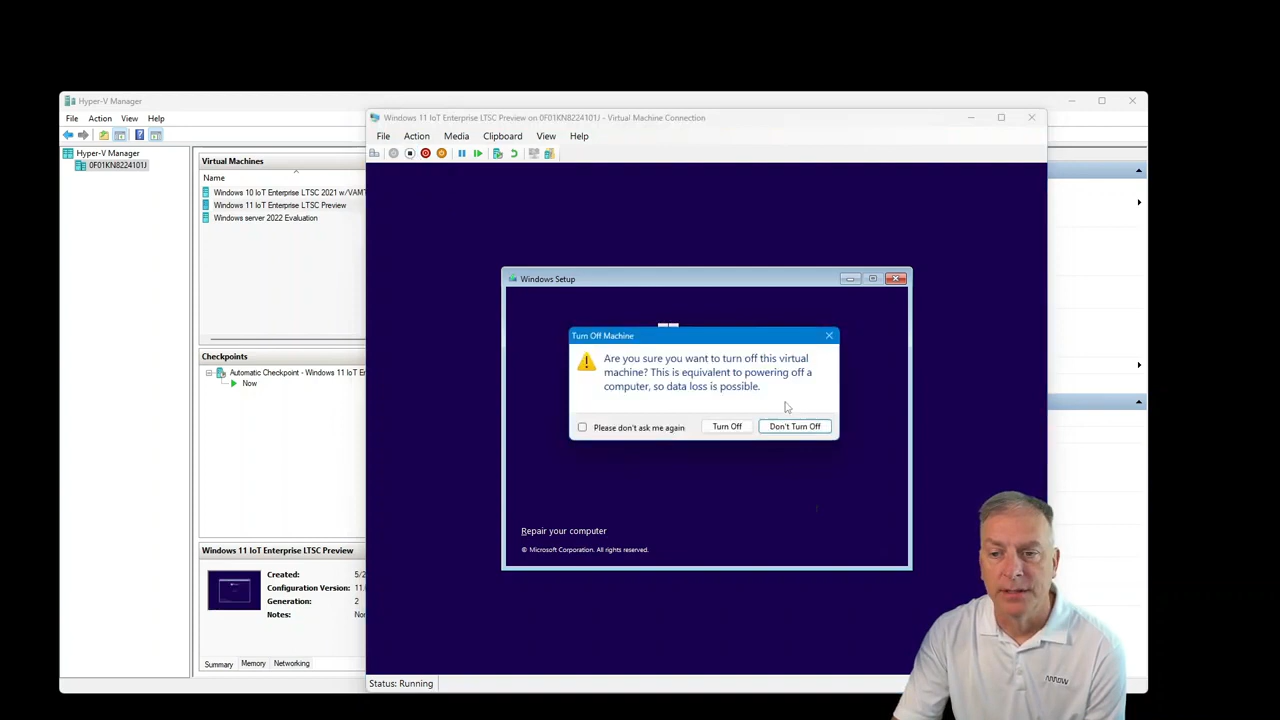 Hyper-V Manager
File Action View Help
Hyper-V Manager
0F01KN8224101J
Virtual Machines
Name
Windows 10 IoT Enterprise LTSC 2021 w/VAMT
Windows 11 IoT Enterprise LTSC Preview
Windows server 2022 Evaluation
Checkpoints
Automatic Checkpoint - Windows 11 IoT
Now
Windows 11 IoT Enterprise LTSC Preview
Created: 5/2
Configuration Version: 11.
Generation: 2
Notes: No
Summary Memory Networking
Windows 11 IoT Enterprise LTSC Preview on 0F01KN8224101J - Virtual Machine Connection
File Action Media Clipboard View Help
Windows Setup
Turn Off Machine
Are you sure you want to turn off this virtual
machine? This is equivalent to powering off a
computer, so data loss is possible.
Please don't ask me again
Turn Off
Don't Turn Off
Repair your computer
© Microsoft Corporation. All rights reserved.
Status: Running
ARROW